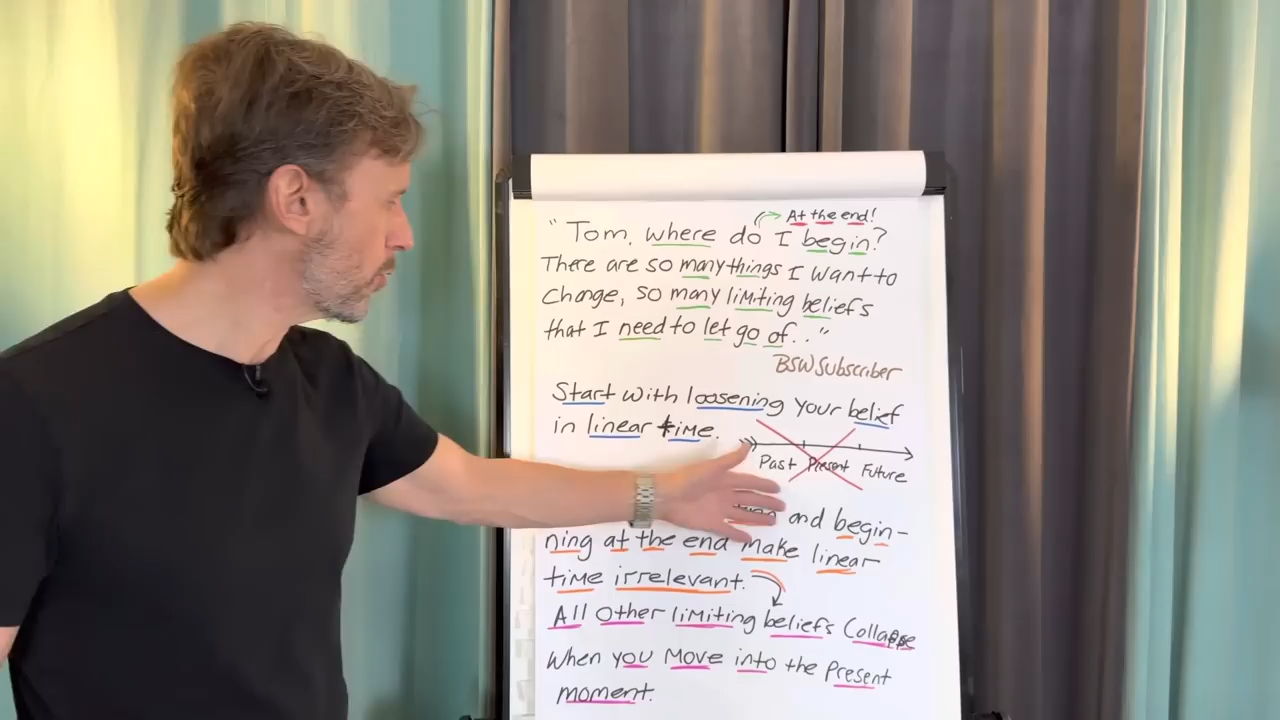 At the end!
"Tom, where do I begin?
There are so many things I want to
change, so many limiting beliefs
that I need to let go of.."
BSW Subscriber
Start with loosening your belief
in linear time.
Past Present Future
and begin-
ning at the end make linear
time irrelevant.
All other limiting beliefs collapse
when you move into the present
moment.